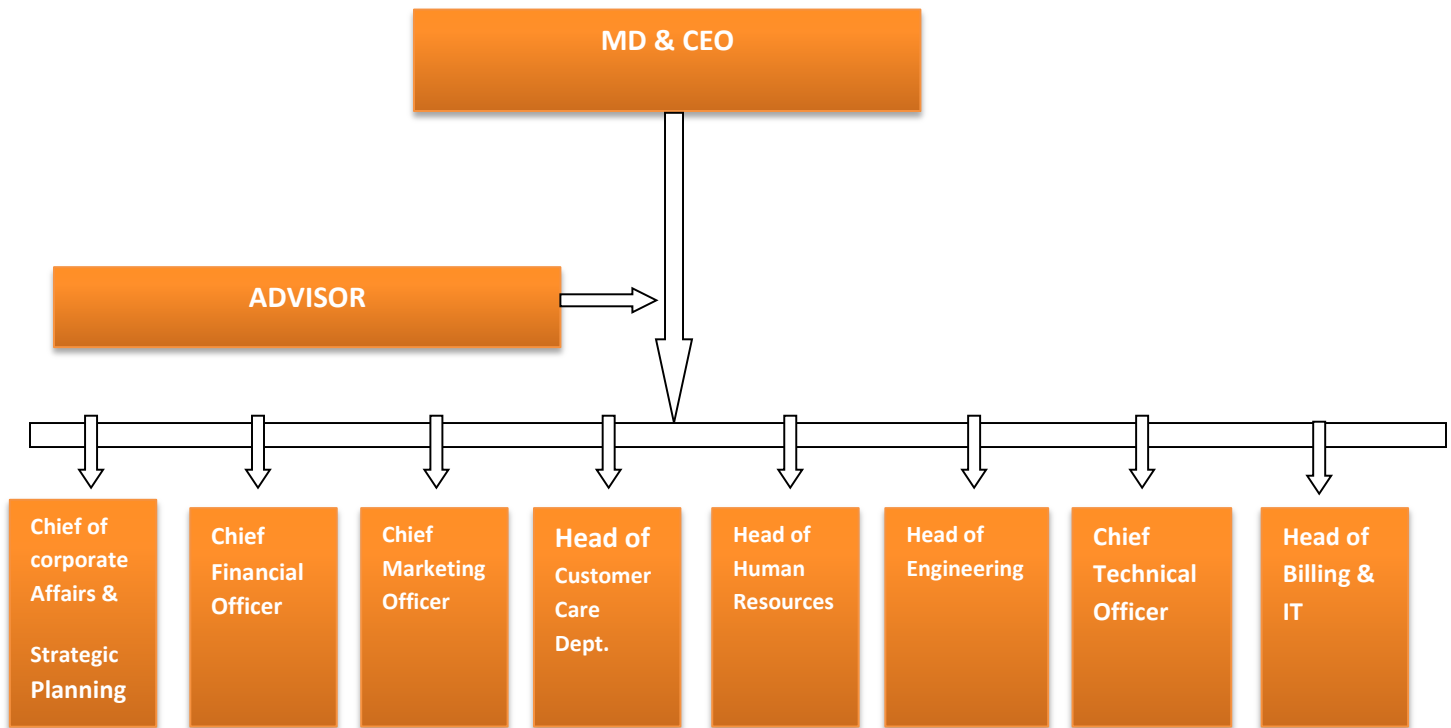 MD & CEO
ADVISOR
Chief of
corporate
Affairs &
Strategic
Planning
Chief
Financial
Officer
Chief
Marketing
Officer
Head of
Customer
Care
Dept.
Head of
Human
Resources
Head of
Engineering
Chief
Technical
Officer
Head of
Billing &
IT